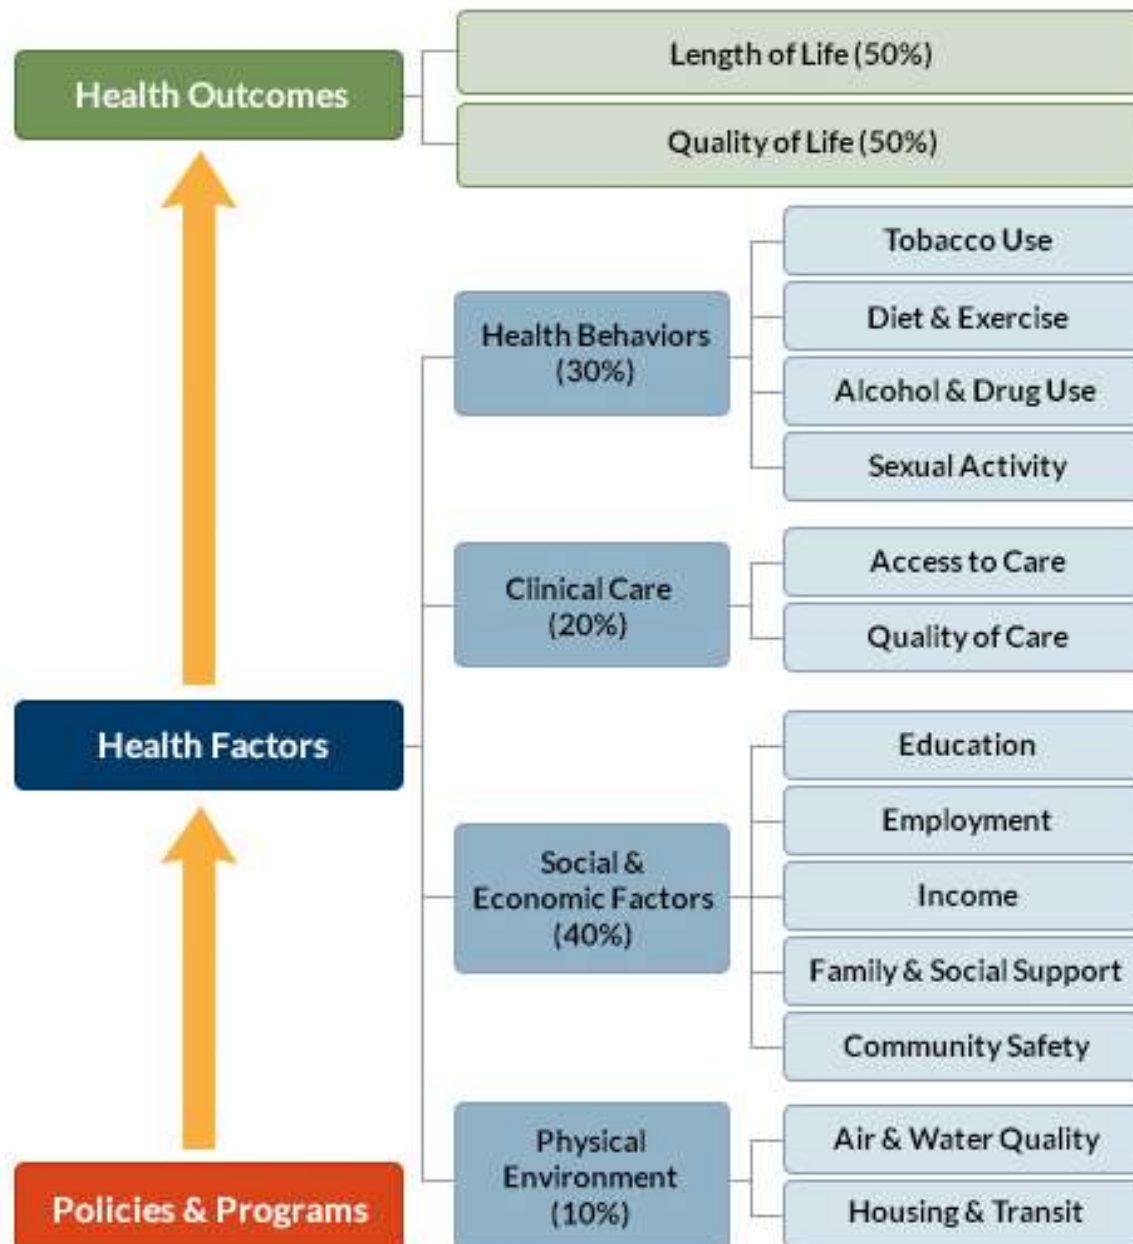 Health Outcomes
Length of Life (50%)
Quality of Life (50%)
Health Factors
Health Behaviors
(30%)
Tobacco Use
Diet & Exercise
Alcohol & Drug Use
Sexual Activity
Clinical Care
(20%)
Access to Care
Quality of Care
Social &
Economic Factors
(40%)
Education
Employment
Income
Family & Social Support
Community Safety
Physical
Environment
(10%)
Air & Water Quality
Housing & Transit
Policies & Programs